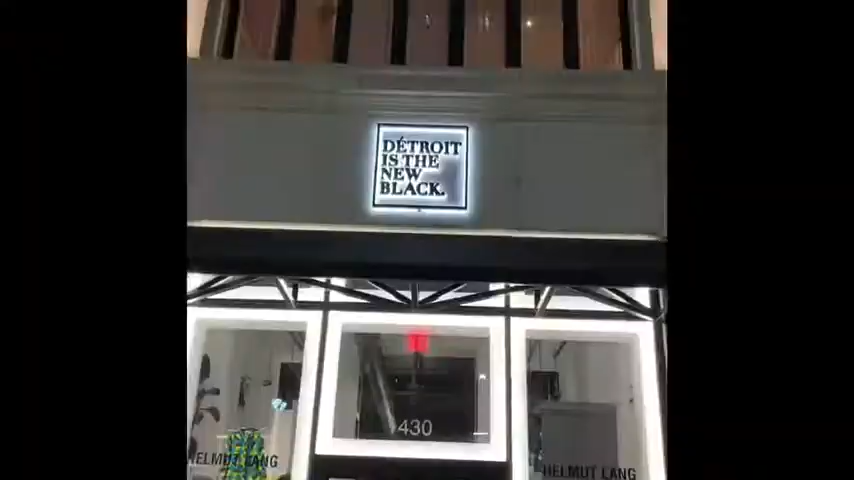 DÉTROIT
IS THE
NEW
BLACK.
430
HELMUT LANG
HELMUT LANG